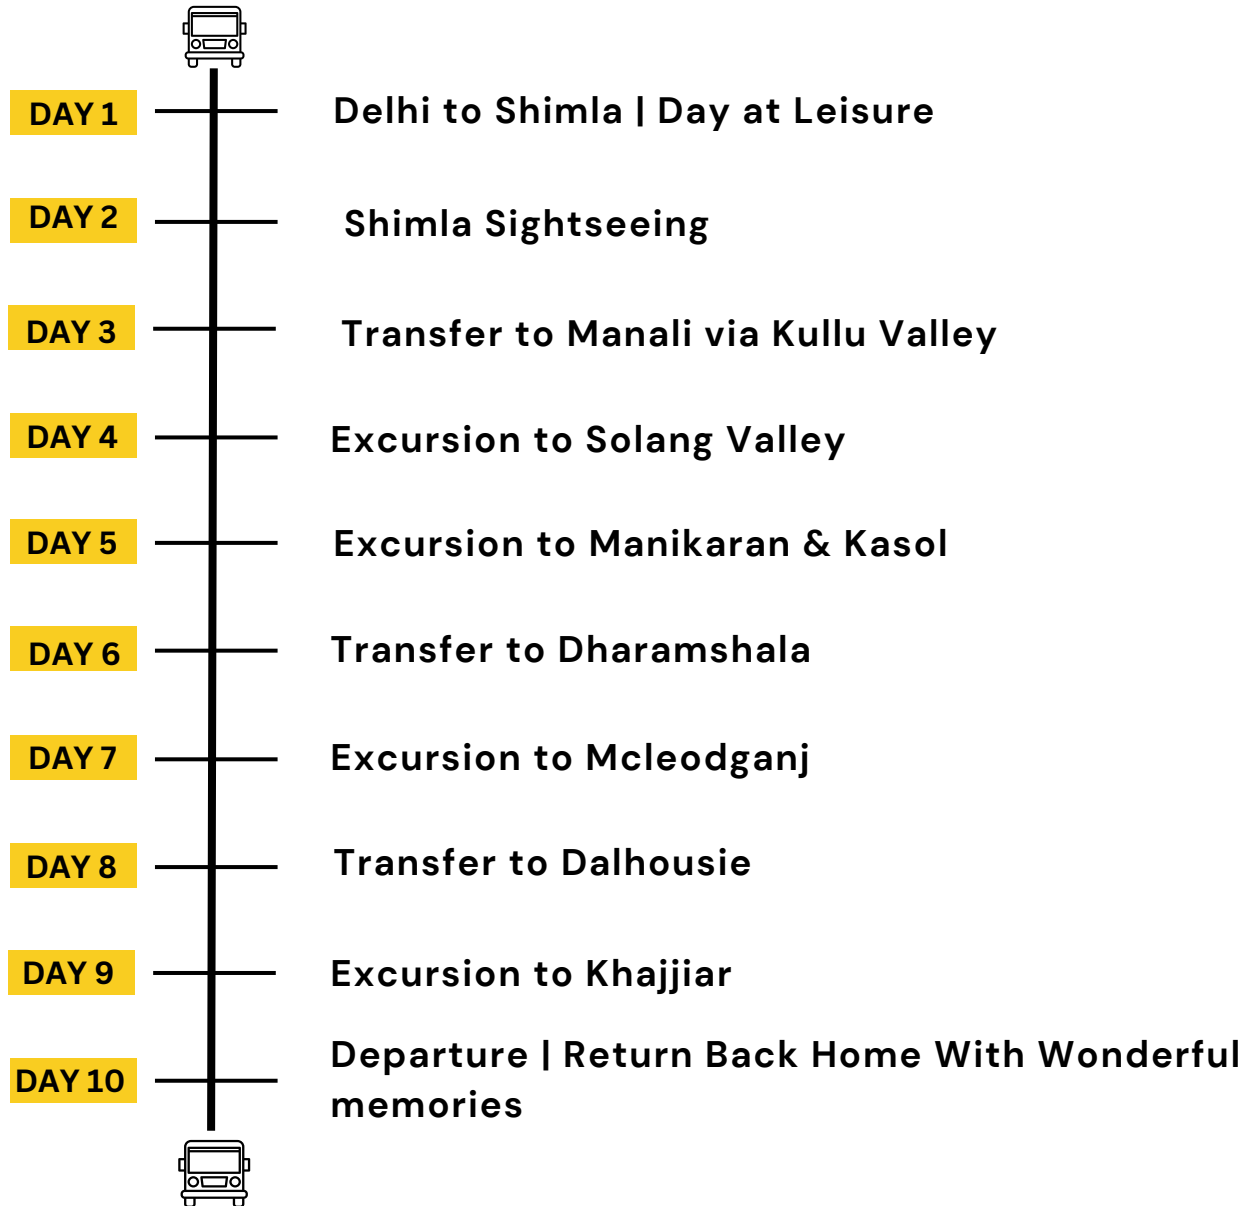 DAY 1
Delhi to Shimla | Day at Leisure
DAY 2
Shimla Sightseeing
DAY 3
Transfer to Manali via Kullu Valley
DAY 4
Excursion to Solang Valley
DAY 5
Excursion to Manikaran & Kasol
DAY 6
Transfer to Dharamshala
DAY 7
Excursion to Mcleodganj
DAY 8
Transfer to Dalhousie
DAY 9
Excursion to Khajjiar
DAY 10
Departure | Return Back Home With Wonderful
memories